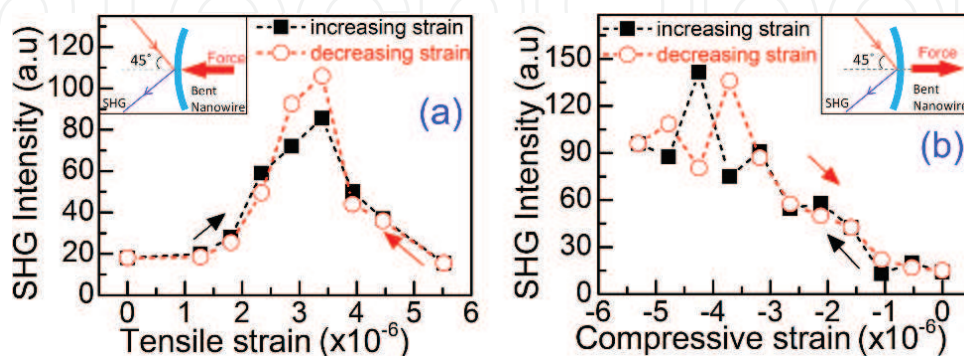 SHG Intensity (a.u)
120
100
80
60
40
20
0
45°
Force
SHG
Bent
Nanowire
increasing strain
decreasing strain
(a)
0 1 2 3 4 5 6
Tensile strain (x10-6)
SHG Intensity (a.u)
150
120
90
60
30
0
increasing strain
decreasing strain
45°
Force
SHG
Bent
Nanowire
(b)
-6 -5 -4 -3 -2 -1 0
Compressive strain (x10-6)